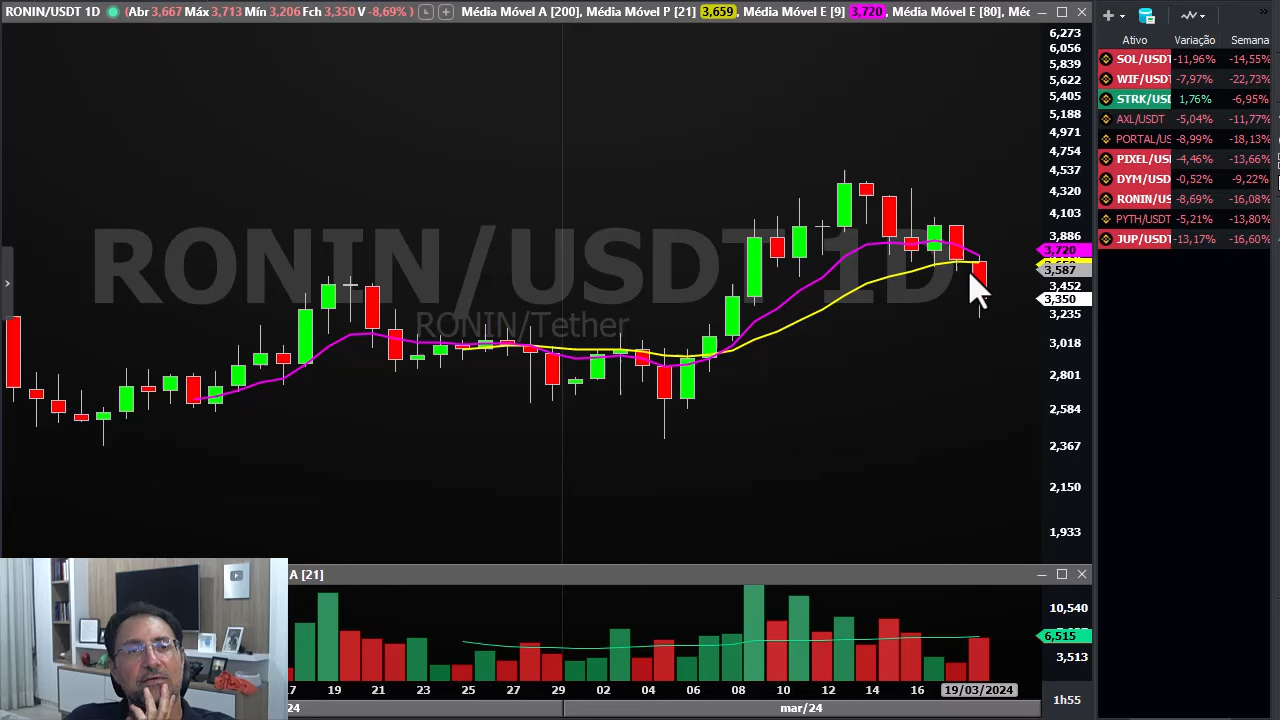 RONIN/USDT 1D (Abr 3,667 Máx 3,713 Mín 3,206 Fch 3,350 V -8,69% ) Média Móvel A [200], Média Móvel P [21] 3,659 , Média Móvel E [9] 3,720 , Média Móvel E [80], Méc
6,273
6,056
5,839
5,622
5,405
5,188
4,971
4,754
4,537
4,320
4,103
3,886
3,720
3,587
3,452
3,350
3,235
3,018
2,801
2,584
2,367
2,150
1,933
RONIN/USDT 1D
RONIN/Tether
A [21]
10,540
6,515
3,513
17 19 21 23 25 27 02 04 06 08 10 12 14 16 19/03/2024
24 mar/24 1h55
Ativo Variação Semana
SOL/USDT -11,96% -14,55%
WIF/USDT -7,97% -22,73%
STRK/USD 1,76% -6,95%
AXL/USDT -5,04% -11,77%
PORTAL/US -8,99% -18,13%
PIXEL/USI -4,46% -13,66%
DYM/USD -0,52% -9,22%
RONIN/US -8,69% -16,08%
PYTH/USDT -5,21% -13,80%
JUP/USDT -13,17% -16,60%